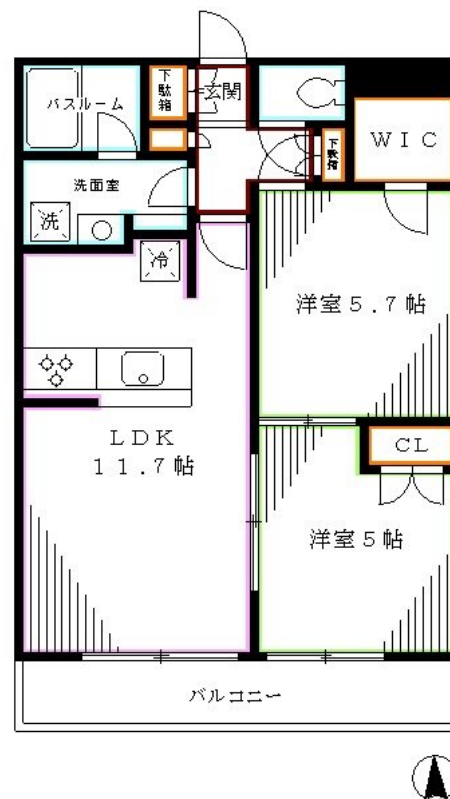 バスルーム
下駄箱
玄関
下駄箱
WIC
洗面室
洗
冷
洋室5.7帖
LDK
11.7帖
CL
洋室5帖
バルコニー